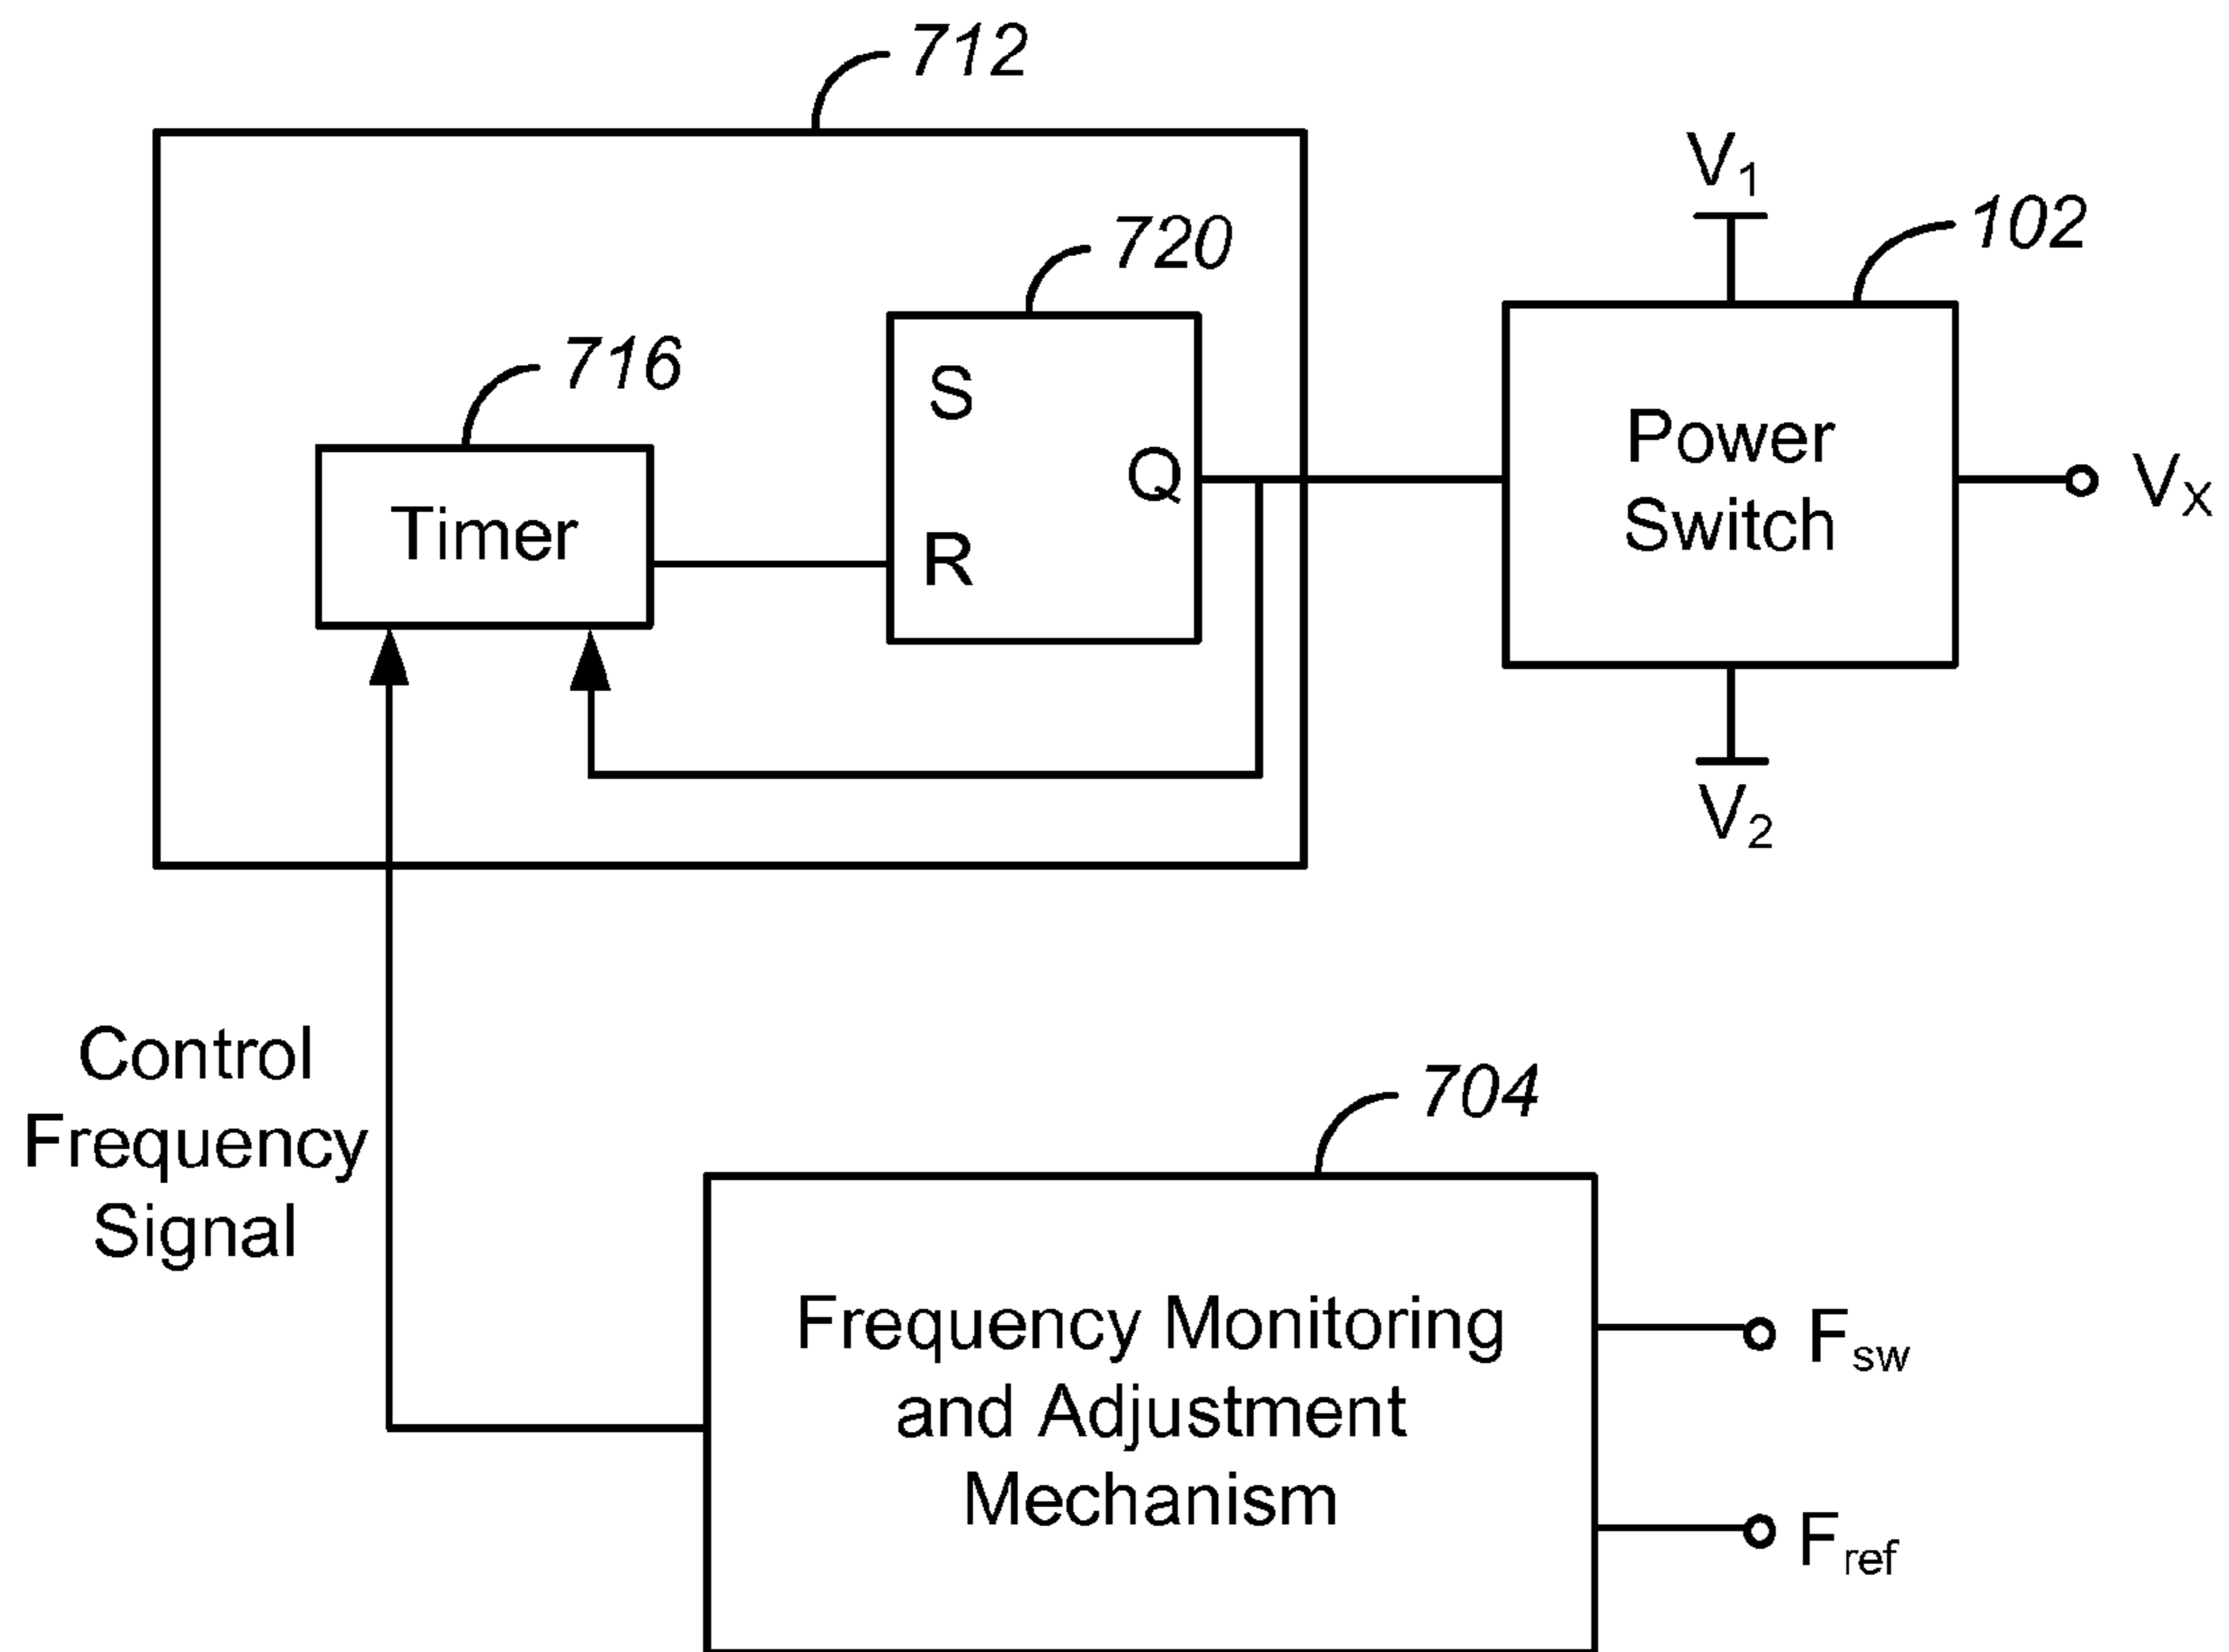 712
V1
102
720
716
S
Q
R
Timer
Power
Switch
VX
V2
Control
Frequency
Signal
704
Frequency Monitoring
and Adjustment
Mechanism
Fsw
Fref